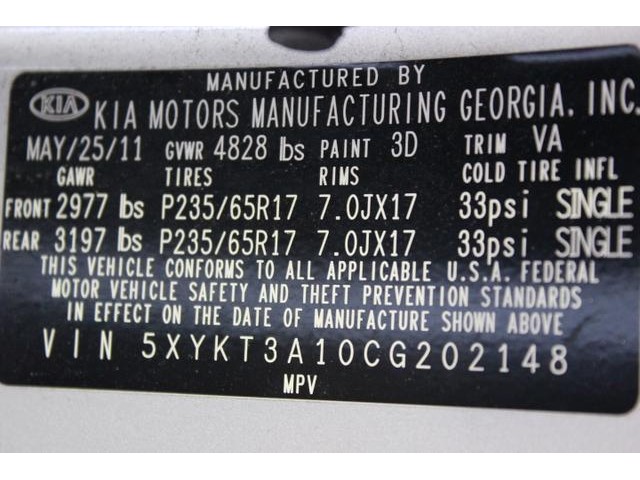 MANUFACTURED BY
KIA KIA MOTORS MANUFACTURING GEORGIA, INC.
MAY/25/11 GVWR 4828 lbs PAINT 3D TRIM VA
GAWR TIRES RIMS COLD TIRE INFL
FRONT 2977 lbs P235/65R17 7.0JX17 33psi SINGLE
REAR 3197 lbs P235/65R17 7.0JX17 33psi SINGLE
THIS VEHICLE CONFORMS TO ALL APPLICABLE U.S.A. FEDERAL
MOTOR VEHICLE SAFETY AND THEFT PREVENTION STANDARDS
IN EFFECT ON THE DATE OF MANUFACTURE SHOWN ABOVE
VIN 5XYKT3A10CG202148
MPV